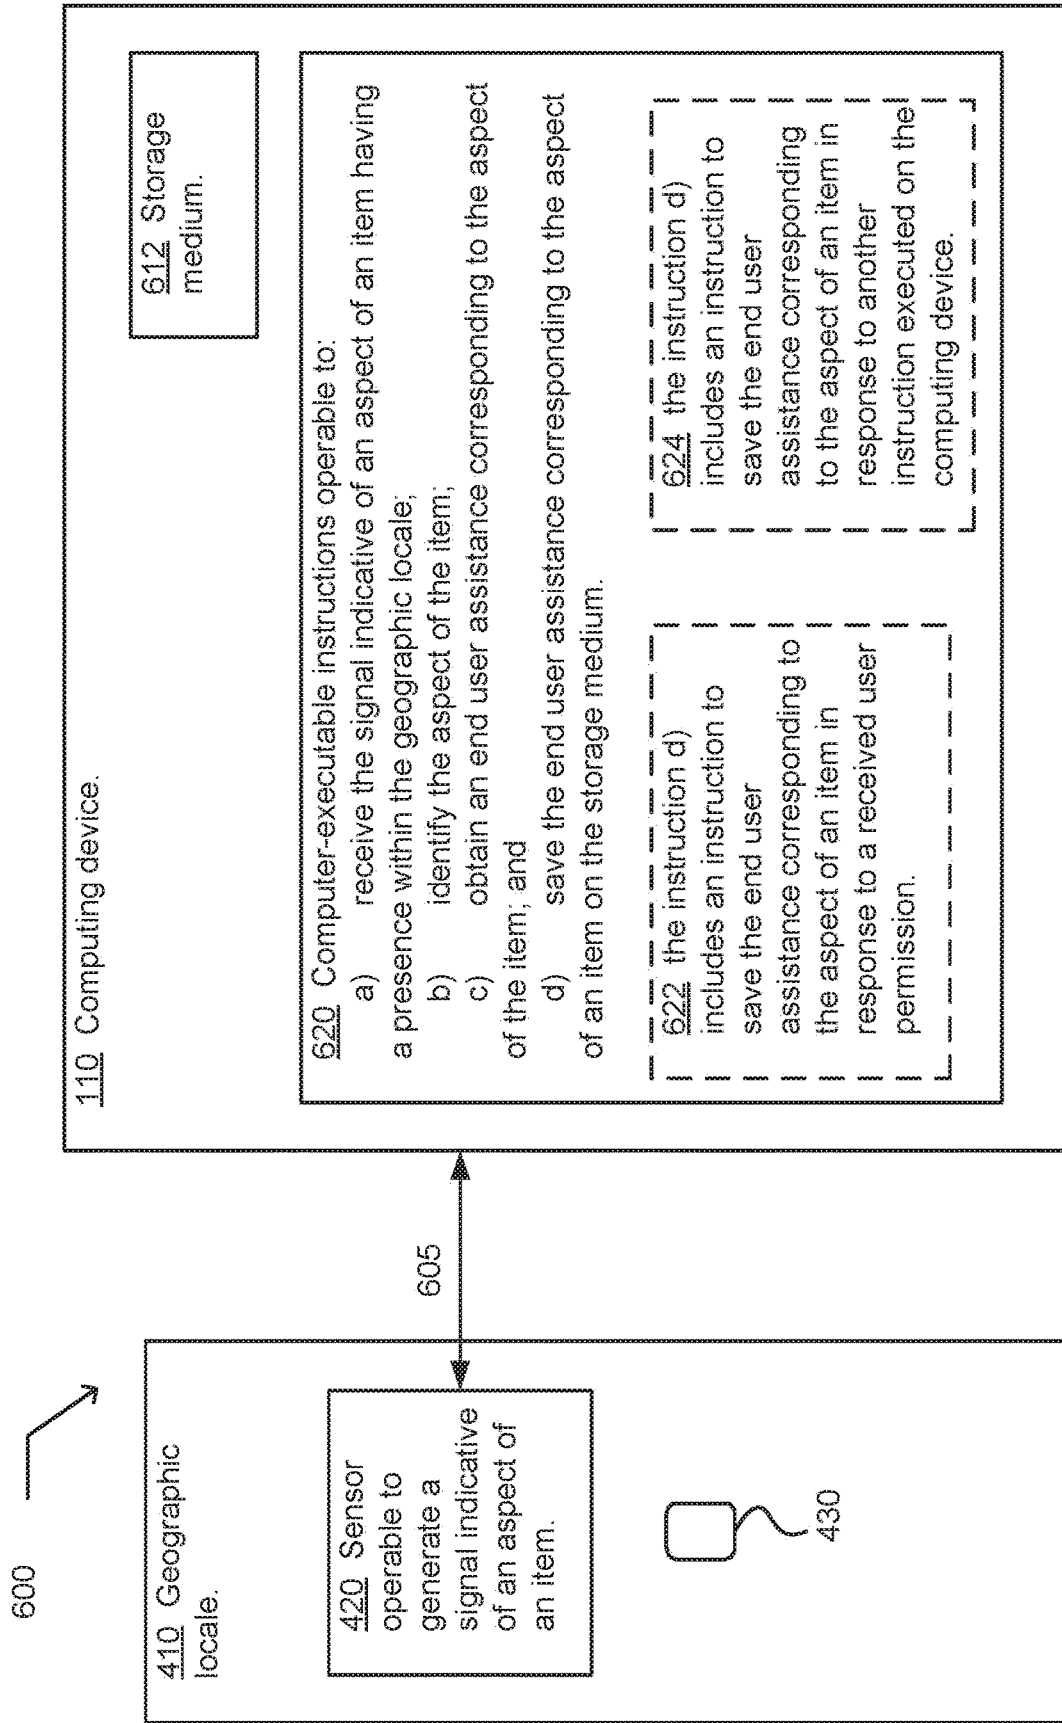 600
410 Geographic
locale.
420 Sensor
operable to
generate a
signal indicative
of an aspect of
an item.
430
605
110 Computing device.
612 Storage
medium.
620 Computer-executable instructions operable to:
a) receive the signal indicative of an aspect of an item having
a presence within the geographic locale;
b) identify the aspect of the item;
c) obtain an end user assistance corresponding to the aspect
of the item; and
d) save the end user assistance corresponding to the aspect
of an item on the storage medium.
622 the instruction d)
includes an instruction to
save the end user
assistance corresponding to
the aspect of an item in
response to a received user
permission.
624 the instruction d)
includes an instruction to
save the end user
assistance corresponding
to the aspect of an item in
response to another
instruction executed on the
computing device.